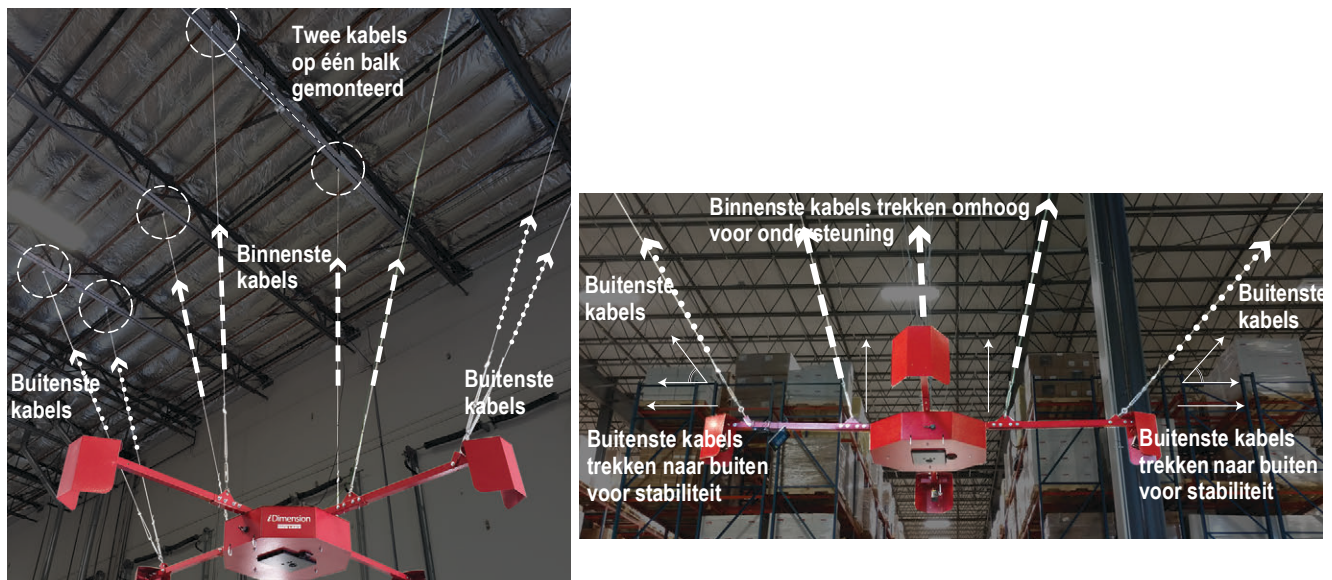 Twee kabels
op één balk
gemonteerd
Binnenste
kabels
Buitenste
kabels
Buitenste
kabels
iDimension
Binnenste kabels trekken omhoog
voor ondersteuning
Buitenste
kabels
Buitenste
kabels
Buitenste kabels
trekken naar buiten
voor stabiliteit
Buitenste kabels
trekken naar buiten
voor stabiliteit